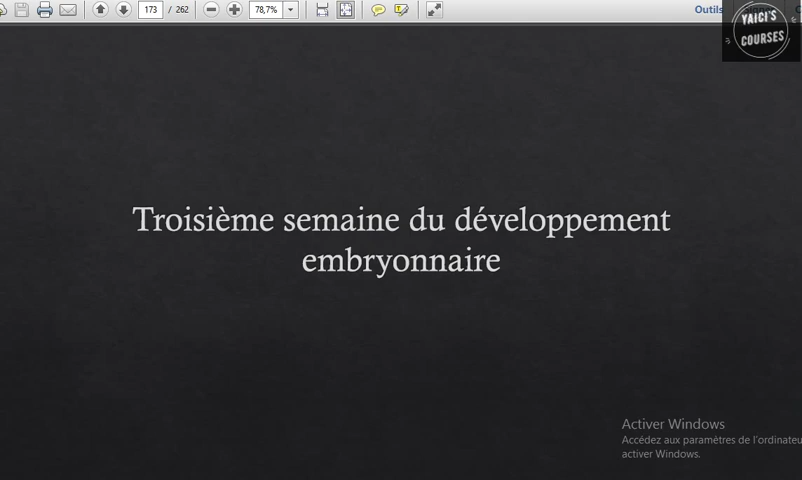 173 / 262 78,7% Outils
YAICI'S
COURSES
Troisième semaine du développement
embryonnaire
Activer Windows
Accédez aux paramètres de l'ordinateu
activer Windows.